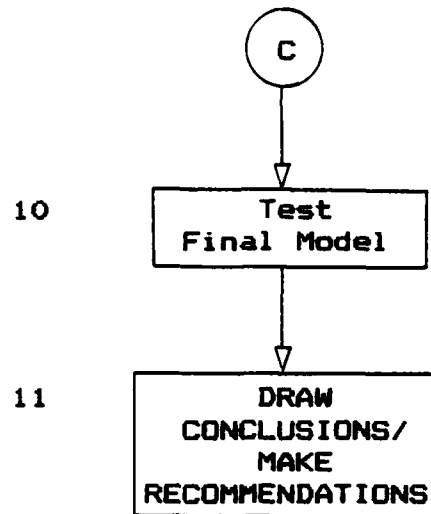 C
10
Test
Final Model
11
DRAW
CONCLUSIONS/
MAKE
RECOMMENDATIONS